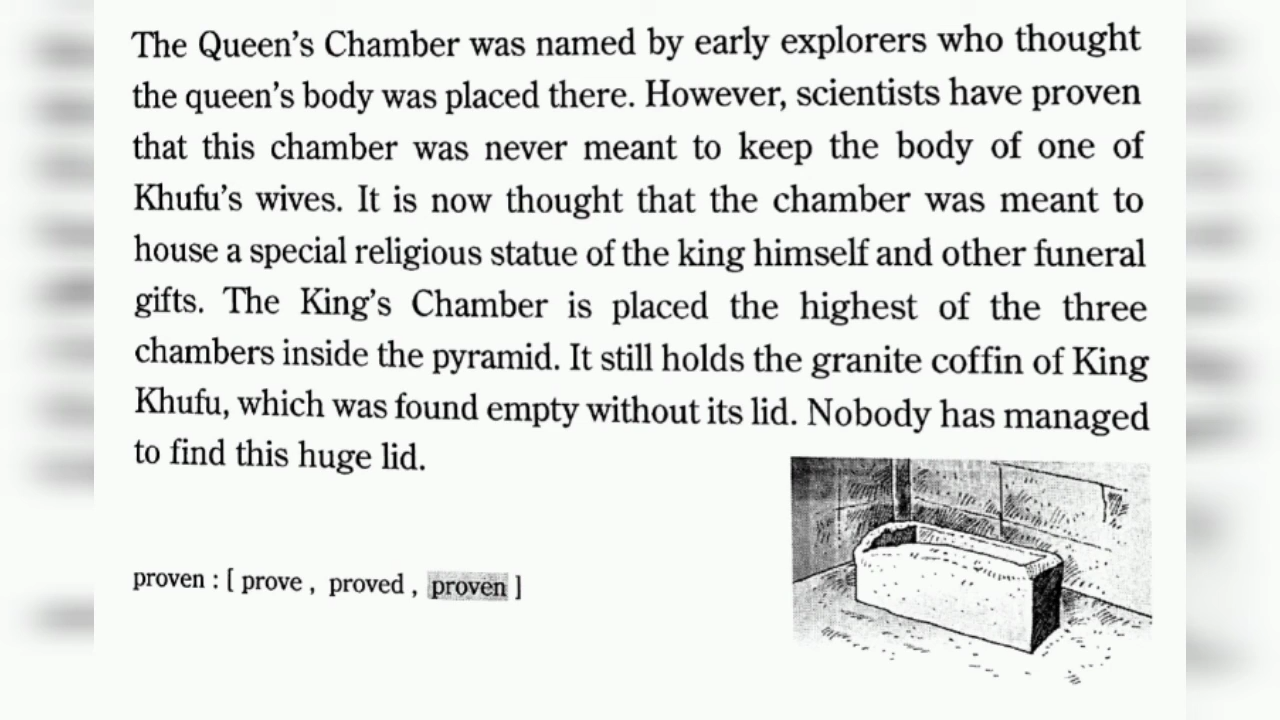 The Queen's Chamber was named by early explorers who thought
the queen's body was placed there. However, scientists have proven
that this chamber was never meant to keep the body of one of
Khufu's wives. It is now thought that the chamber was meant to
house a special religious statue of the king himself and other funeral
gifts. The King's Chamber is placed the highest of the three
chambers inside the pyramid. It still holds the granite coffin of King
Khufu, which was found empty without its lid. Nobody has managed
to find this huge lid.
proven : [ prove , proved , proven ]